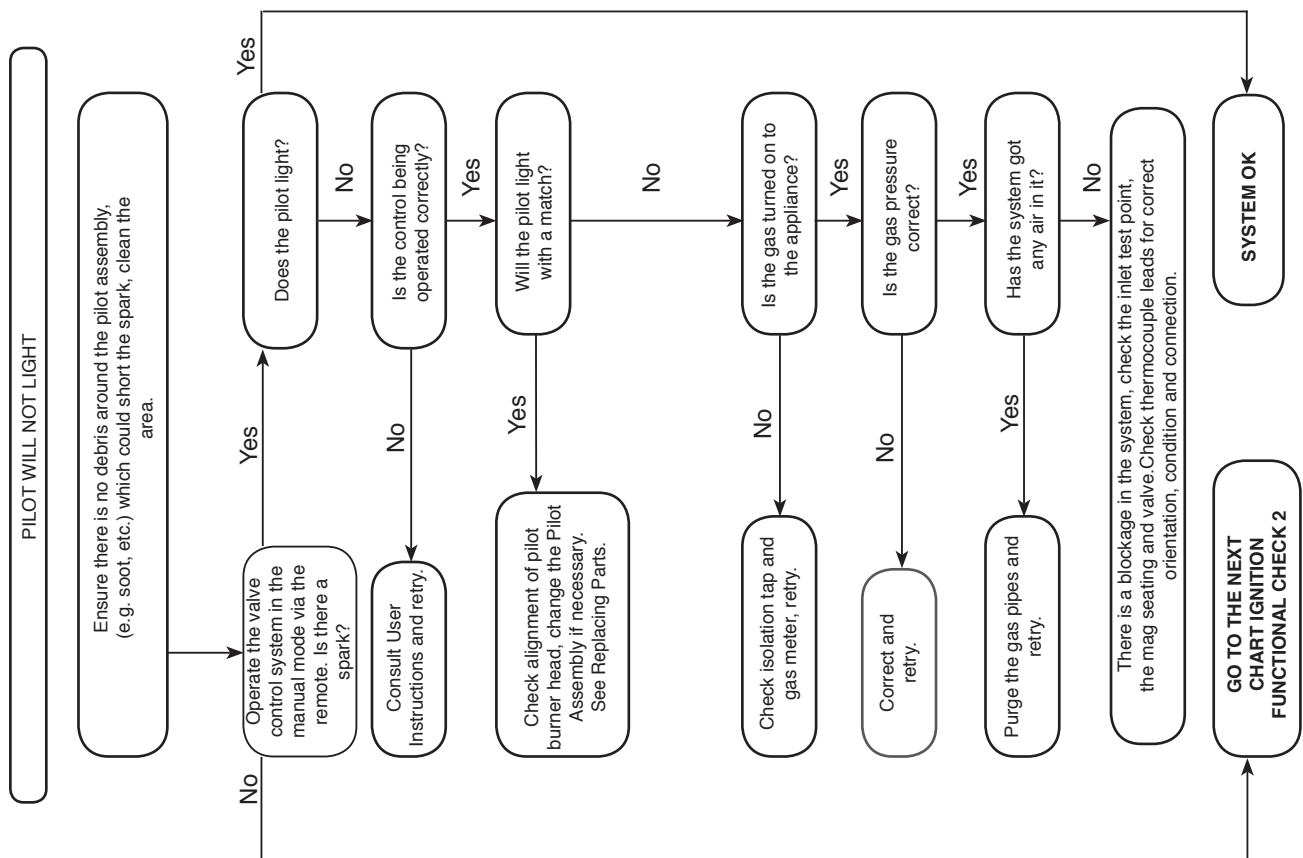 PILOT WILL NOT LIGHT
Ensure there is no debris around the pilot assembly,
(e.g. soot, etc.) which could short the spark, clean the
area.
Operate the valve
control system in the
manual mode via the
remote. Is there a
spark?
No
Yes
Does the pilot light?
Yes
No
Is the control being
operated correctly?
No
Consult User
Instructions and retry.
Yes
Will the pilot light
with a match?
Yes
Check alignment of pilot
burner head, change the Pilot
Assembly if necessary.
See Replacing Parts.
No
Is the gas turned on to
the appliance?
No
Check isolation tap and
gas meter, retry.
Yes
Is the gas pressure
correct?
No
Correct and
retry.
Yes
Has the system got
any air in it?
Yes
Purge the gas pipes and
retry.
No
There is a blockage in the system, check the inlet test point,
the mag seating and valve.Check thermocouple leads for correct
orientation, condition and connection.
GO TO THE NEXT
CHART IGNITION
FUNCTIONAL CHECK 2
SYSTEM OK